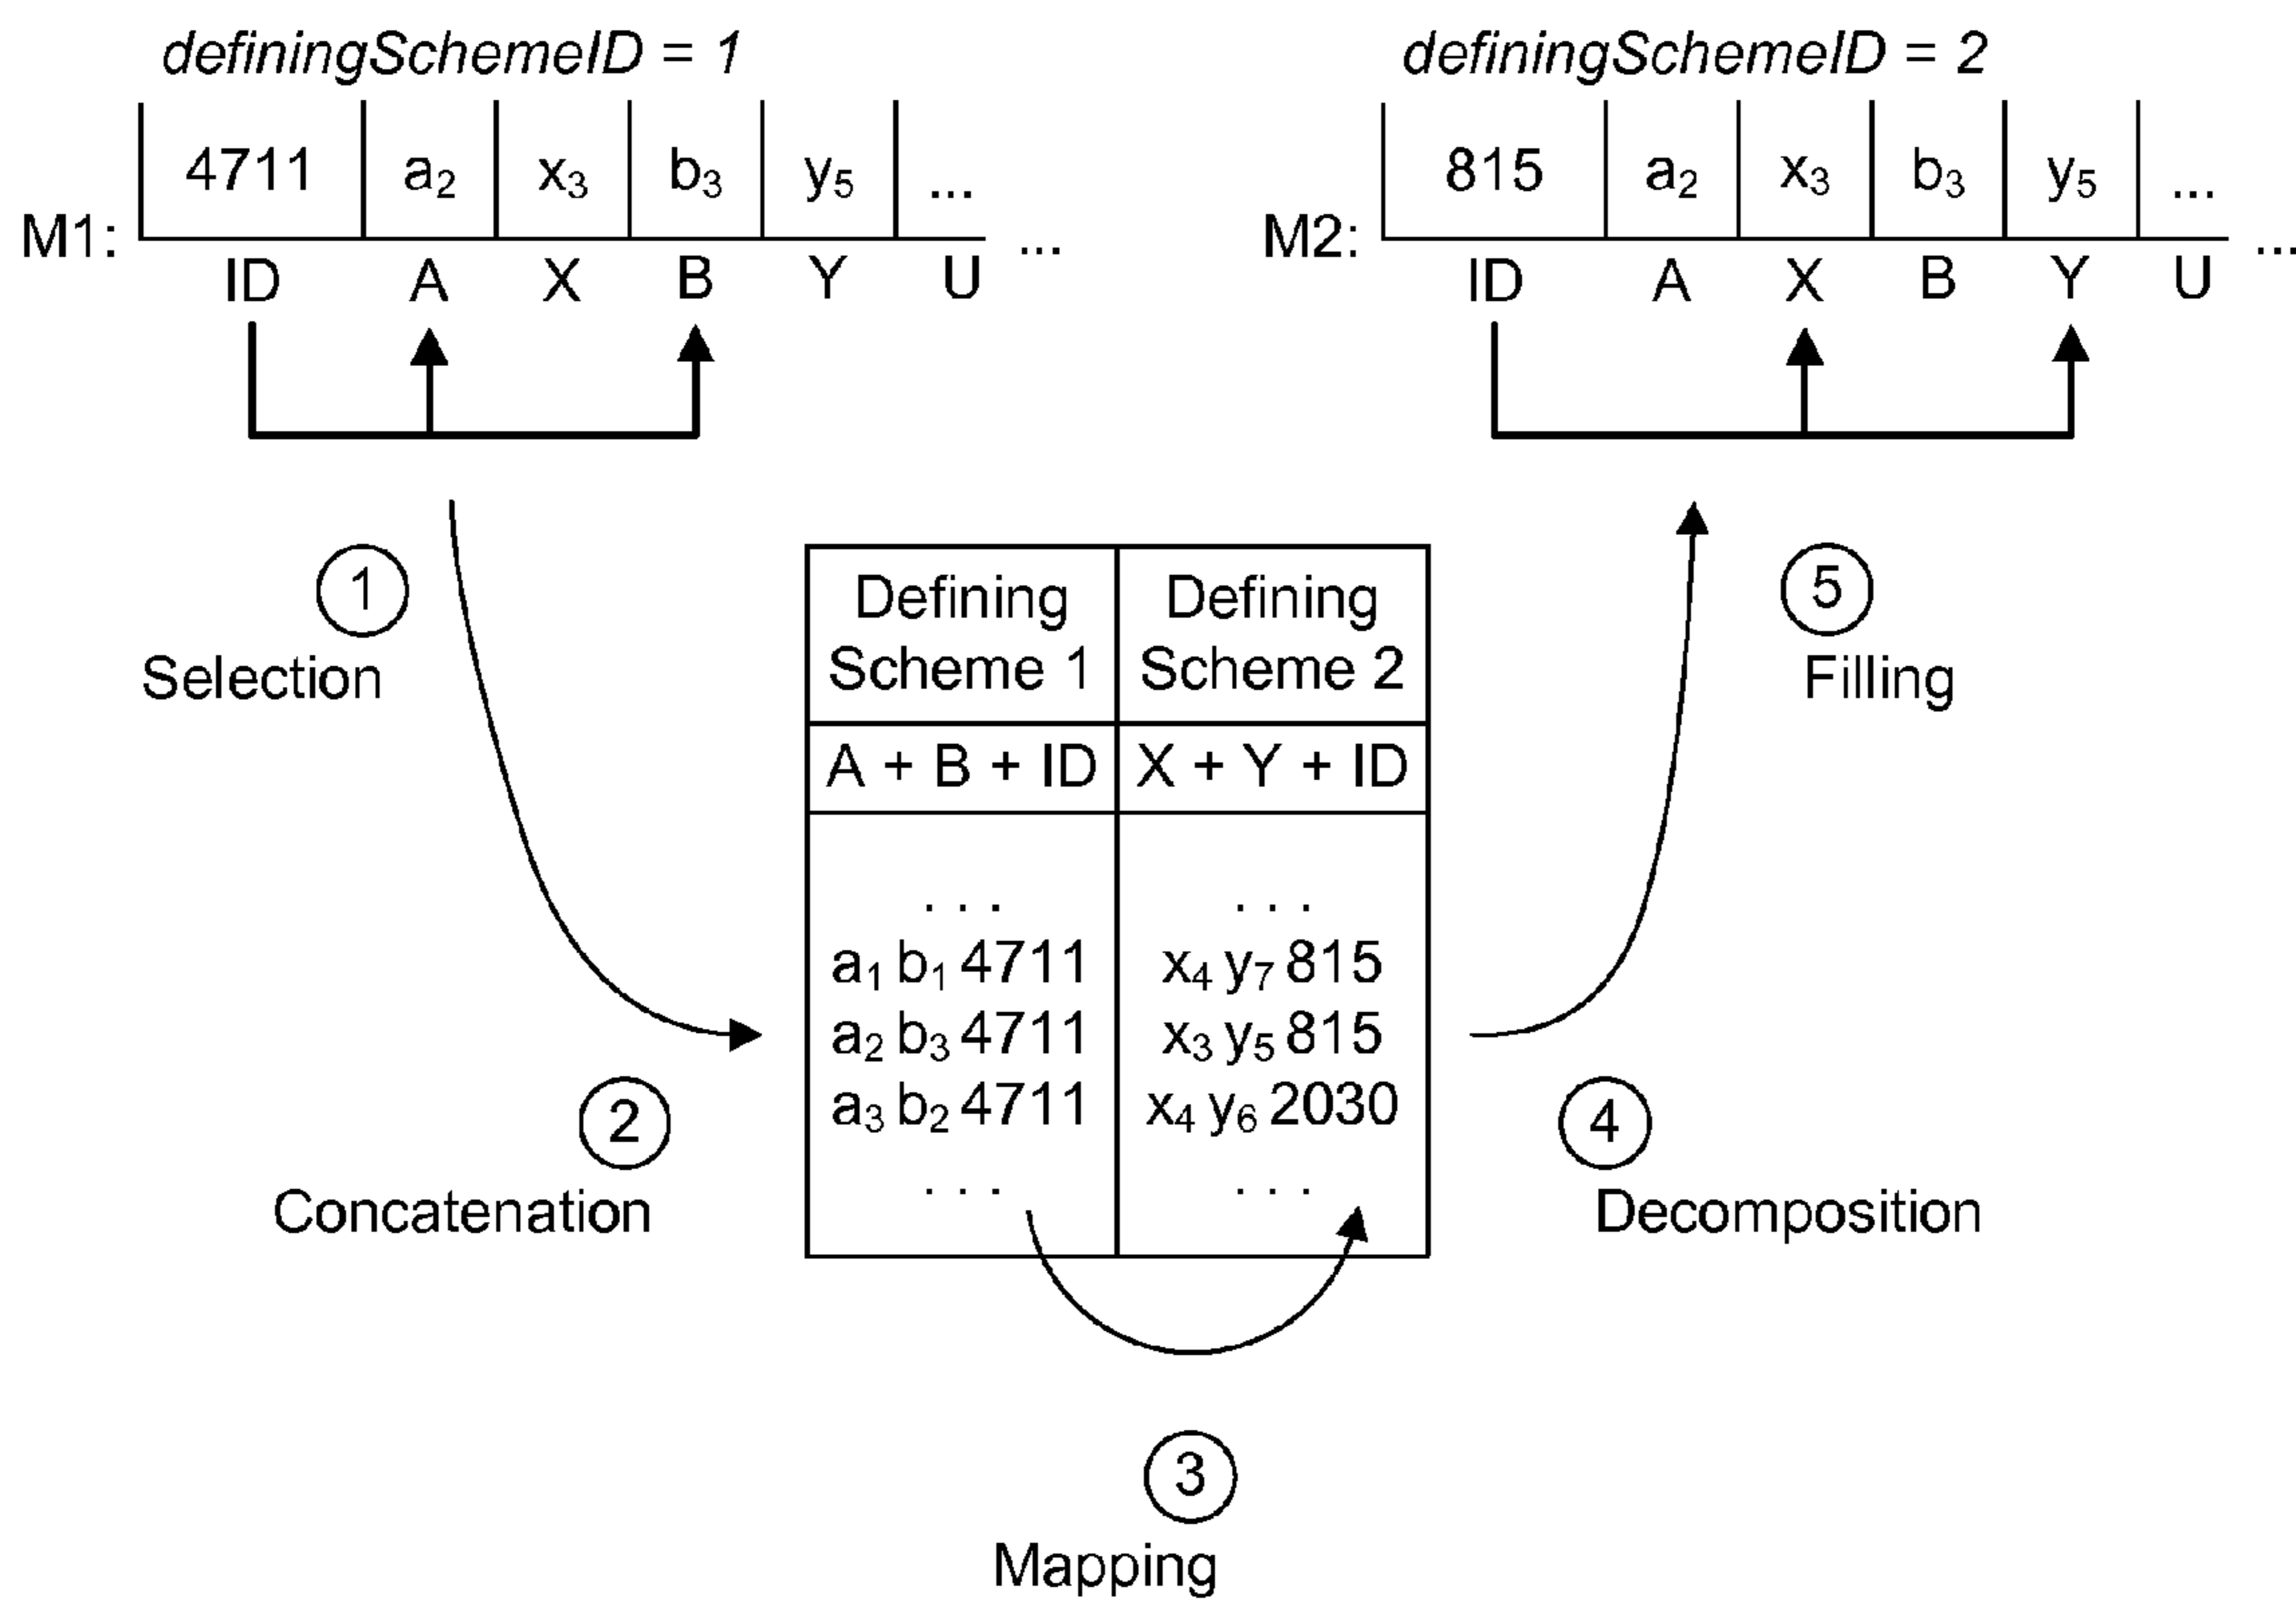 definingSchemeID = 1
4711 a2 x3 b3 y5 ...
M1: ...
ID A X B Y U
definingSchemeID = 2
815 a2 x3 b3 y5 ...
M2: ...
ID A X B Y U
1
Selection
2
Concatenation
Defining Scheme 1
Defining Scheme 2
A + B + ID X + Y + ID
. . . . . .
a1 b1 4711 x4 y7 815
a2 b3 4711 x3 y5 815
a3 b2 4711 x4 y6 2030
. . . . . .
3
Mapping
4
Decomposition
5
Filling